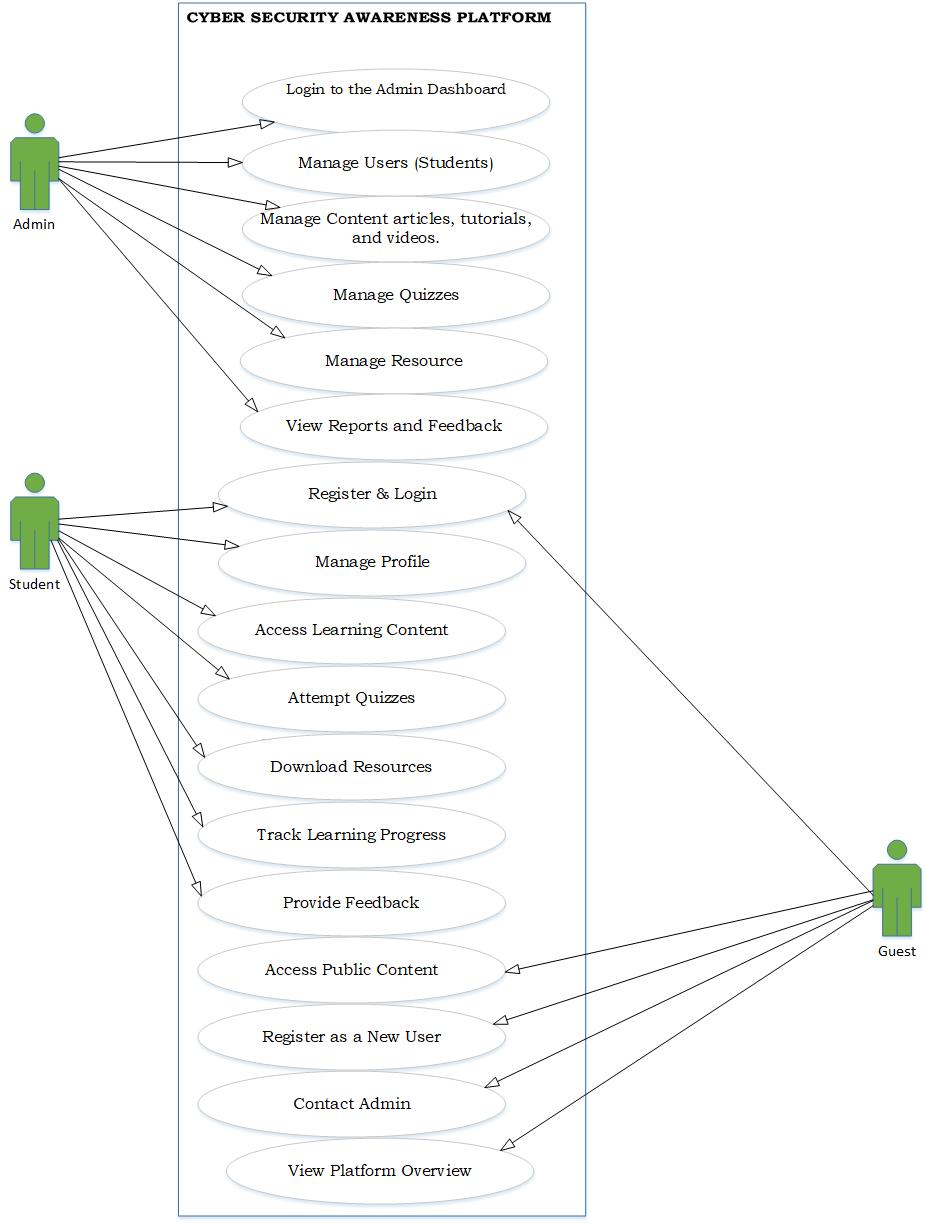 CYBER SECURITY AWARENESS PLATFORM
Login to the Admin Dashboard
Manage Users (Students)
Admin
Manage Content articles, tutorials,
and videos.
Manage Quizzes
Manage Resource
View Reports and Feedback
Register & Login
Manage Profile
Student
Access Learning Content
Attempt Quizzes
Download Resources
Track Learning Progress
Provide Feedback
Guest
Access Public Content
Register as a New User
Contact Admin
View Platform Overview